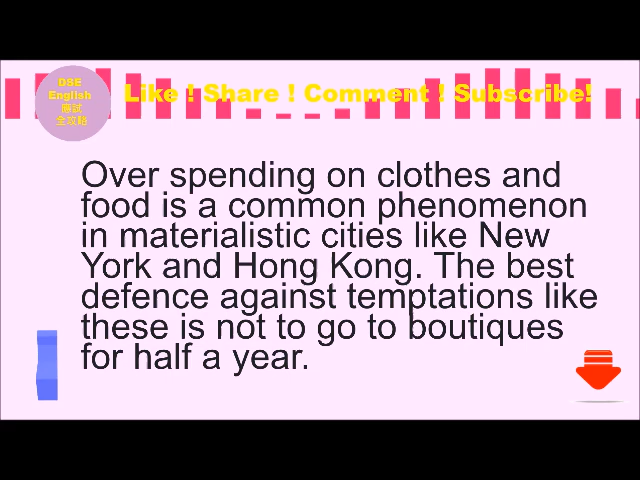 DSE
English
應試
全攻略
Like ! Share ! Comment ! Subscribe!
Over spending on clothes and
food is a common phenomenon
in materialistic cities like New
York and Hong Kong. The best
defence against temptations like
these is not to go to boutiques
for half a year.